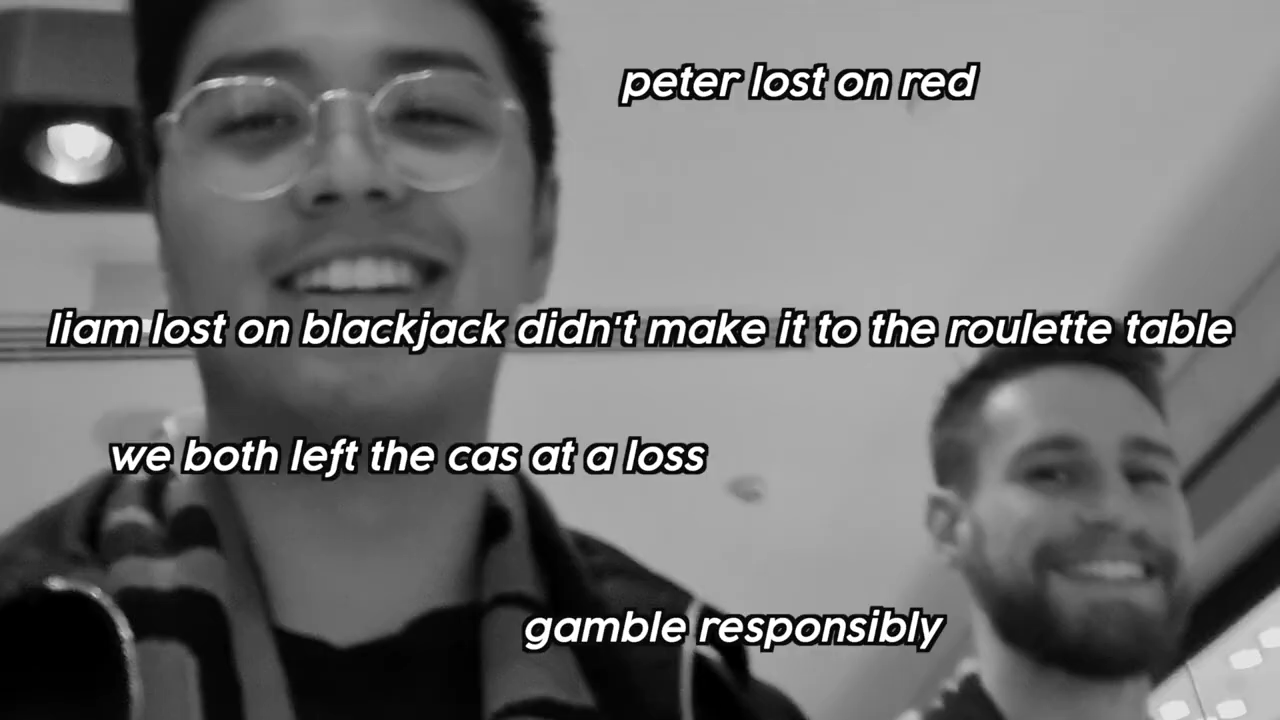 peter lost on red
liam lost on blackjack didn't make it to the roulette table
we both left the cas at a loss
gamble responsibly